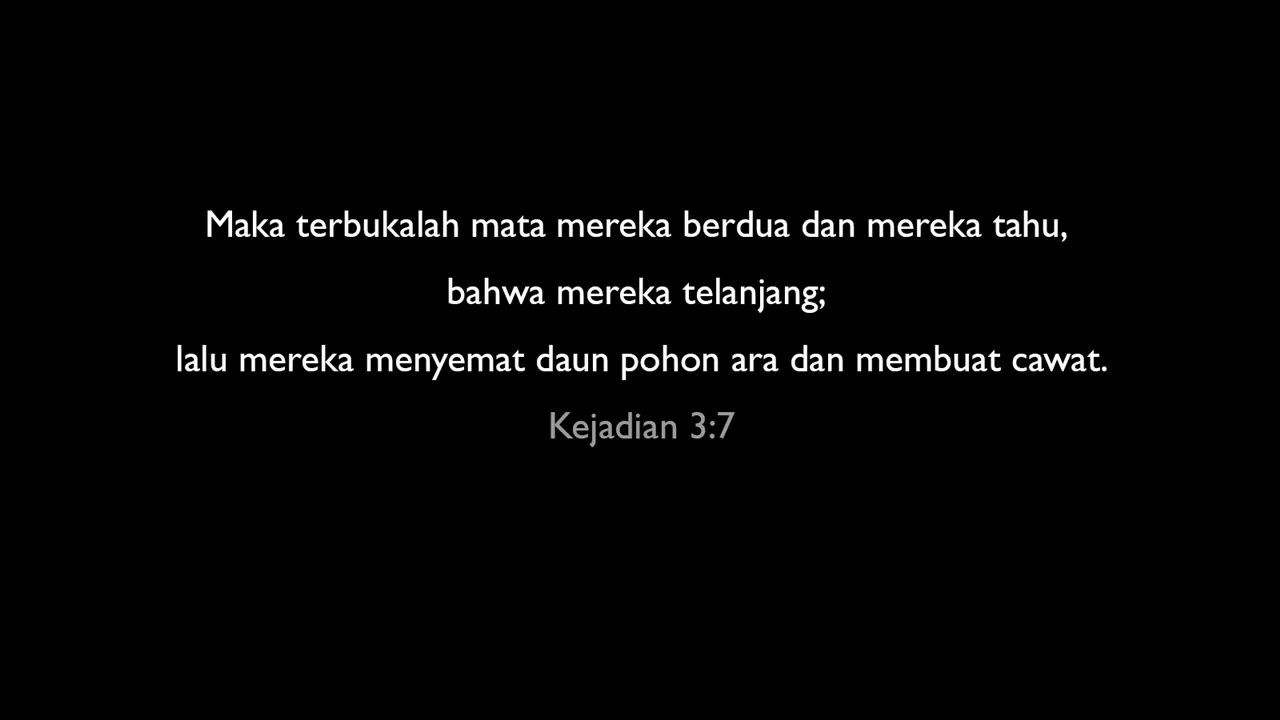 Maka terbukalah mata mereka berdua dan mereka tahu,
bahwa mereka telanjang;
lalu mereka menyemat daun pohon ara dan membuat cawat.
Kejadian 3:7